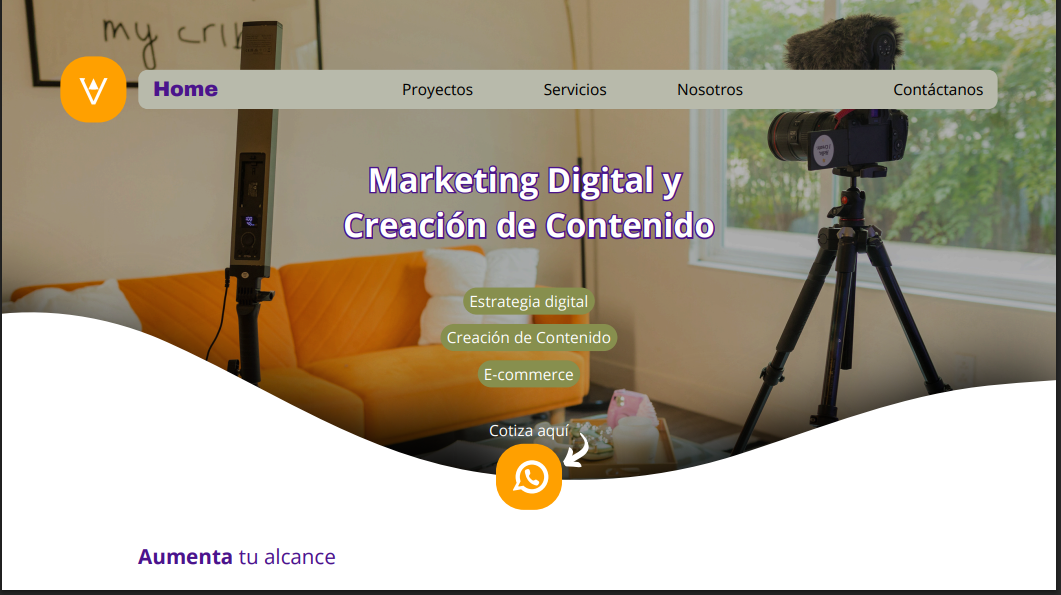 my crib
Home
Proyectos
Servicios
Nosotros
Contáctanos
Marketing Digital y
Creación de Contenido
Estrategia digital
Creación de Contenido
E-commerce
Cotiza aquí
Aumenta tu alcance